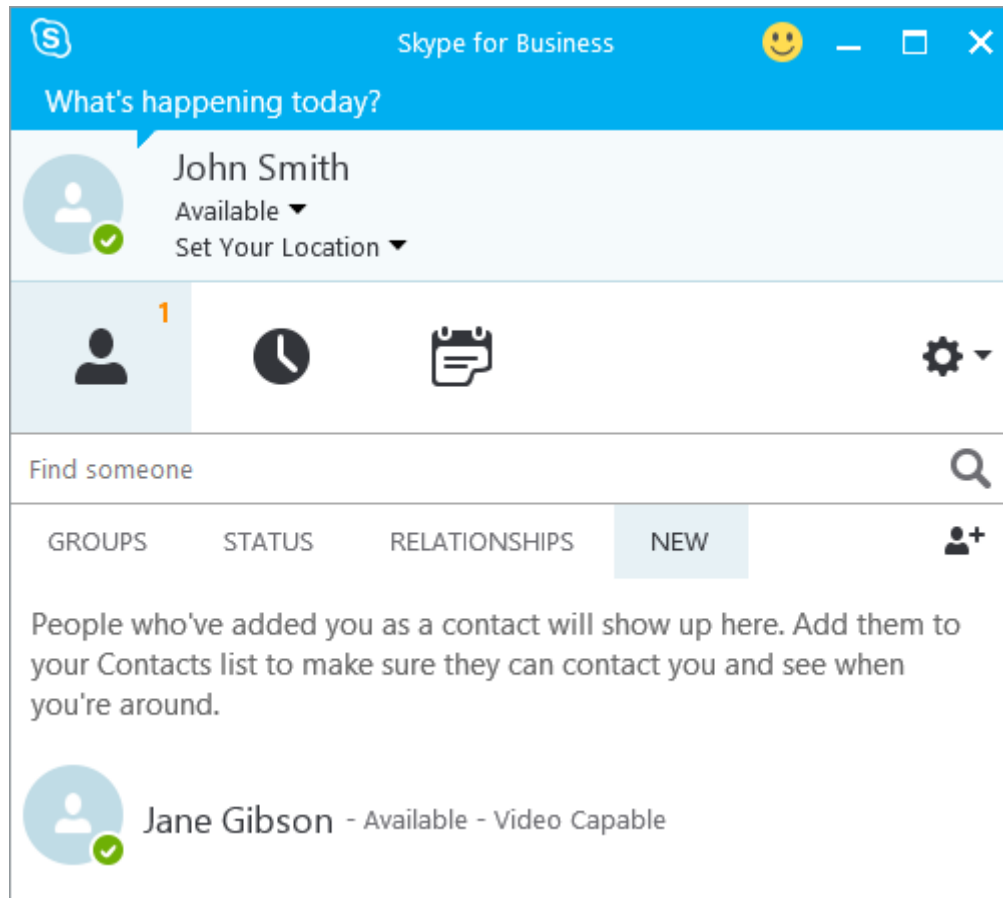 S
Skype for Business
What's happening today?
John Smith
Available
Set Your Location
1
Find someone
GROUPS STATUS RELATIONSHIPS NEW
People who've added you as a contact will show up here. Add them to
your Contacts list to make sure they can contact you and see when
you're around.
Jane Gibson - Available - Video Capable